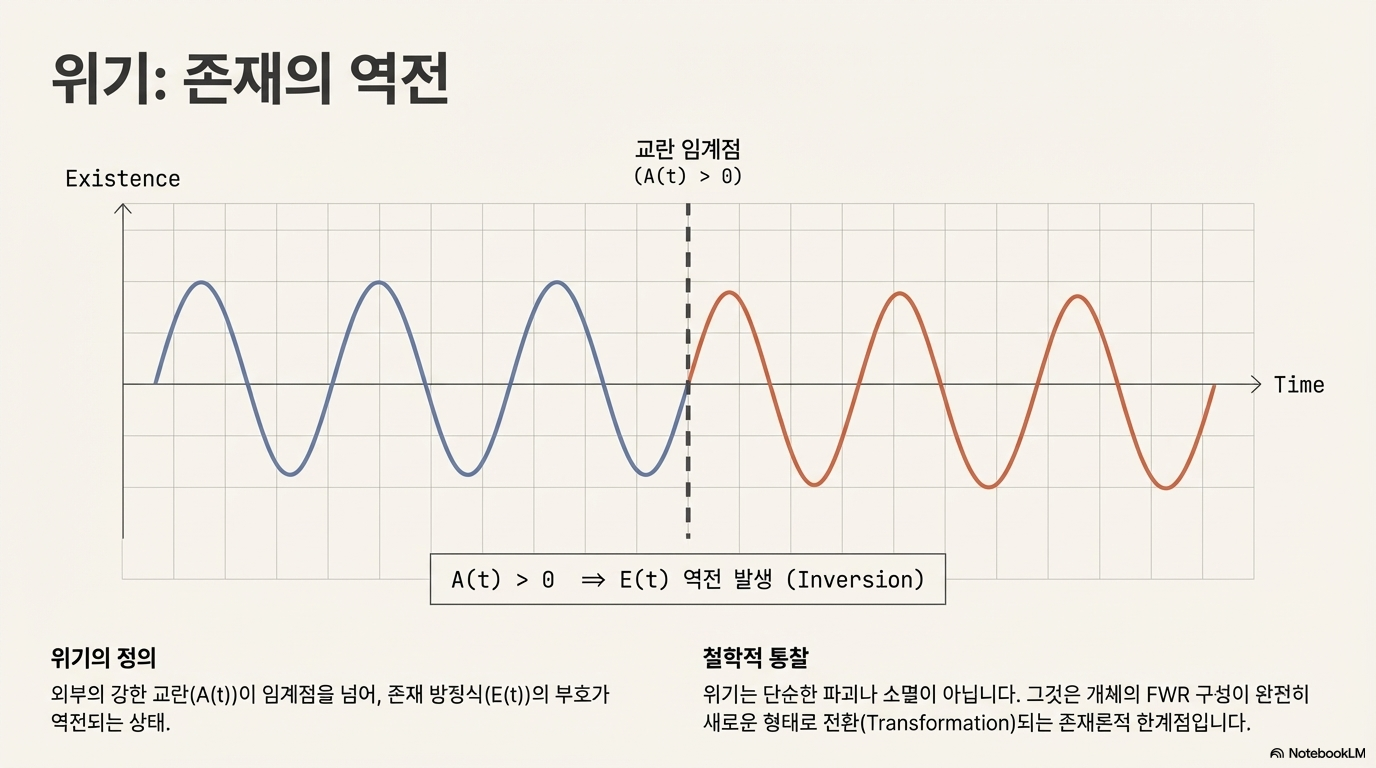 위기: 존재의 역전
교란 임계점
(A(t) > 0)
Existence
Time
A(t) > 0 ⇒ E(t) 역전 발생 (Inversion)
위기의 정의
외부의 강한 교란(A(t))이 임계점을 넘어, 존재 방정식(E(t))의 부호가
역전되는 상태.
철학적 통찰
위기는 단순한 파괴나 소멸이 아닙니다. 그것은 개체의 FWR 구성이 완전히
새로운 형태로 전환(Transformation)되는 존재론적 한계점입니다.
NotebookLM